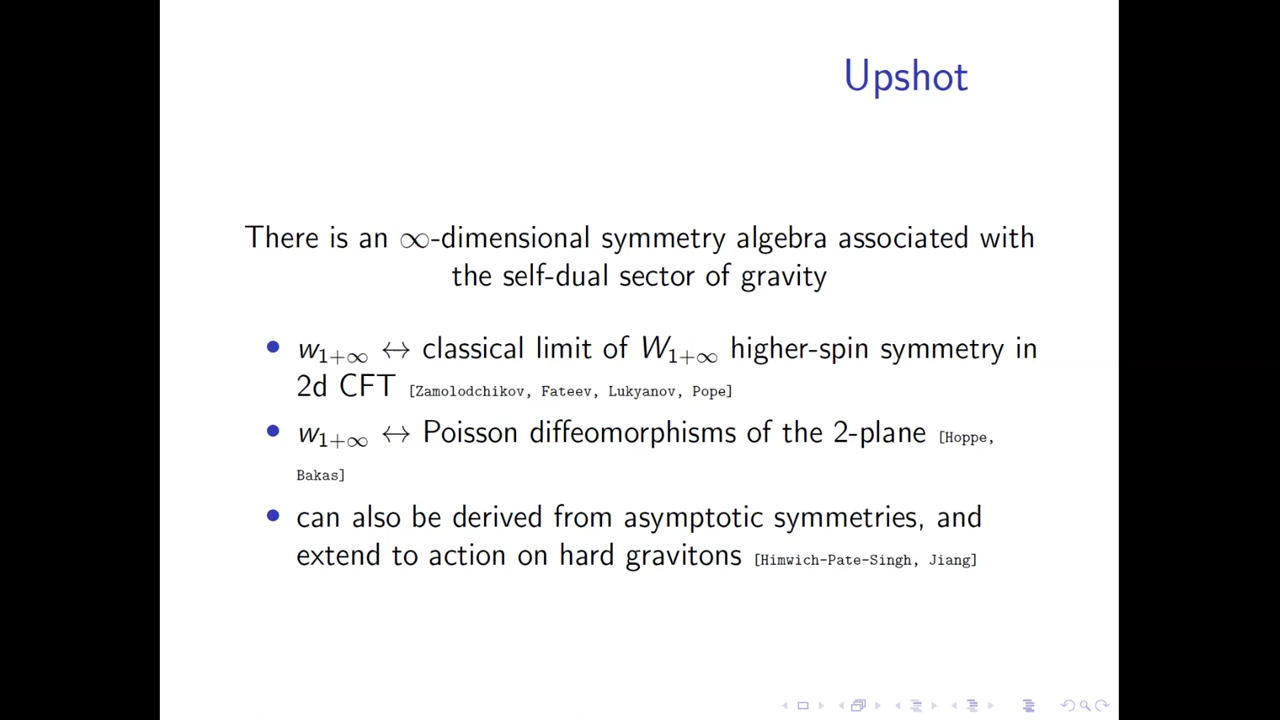 Upshot
There is an ∞-dimensional symmetry algebra associated with
the self-dual sector of gravity
• w₁₊∞ ↔ classical limit of W₁₊∞ higher-spin symmetry in
2d CFT [Zamolodchikov, Fateev, Lukyanov, Pope]
• w₁₊∞ ↔ Poisson diffeomorphisms of the 2-plane [Hoppe,
Bakas]
• can also be derived from asymptotic symmetries, and
extend to action on hard gravitons [Himwich-Pate-Singh, Jiang]